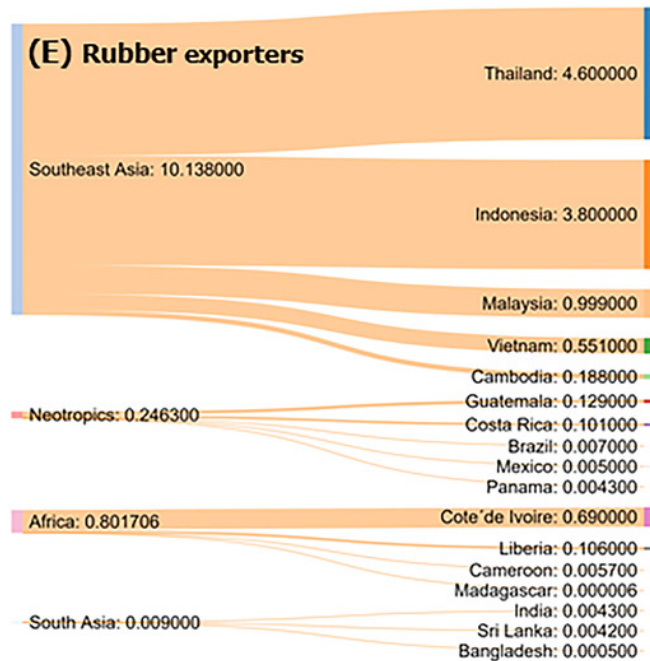 (E) Rubber exporters
Thailand: 4.600000
Southeast Asia: 10.138000
Indonesia: 3.800000
Malaysia: 0.999000
Vietnam: 0.551000
Cambodia: 0.188000
Guatemala: 0.129000
Neotropics: 0.246300
Costa Rica: 0.101000
Brazil: 0.007000
Mexico: 0.005000
Panama: 0.004300
Cote´de Ivoire: 0.690000
Africa: 0.801706
Liberia: 0.106000
Cameroon: 0.005700
Madagascar: 0.000006
India: 0.004300
South Asia: 0.009000
Sri Lanka: 0.004200
Bangladesh: 0.000500